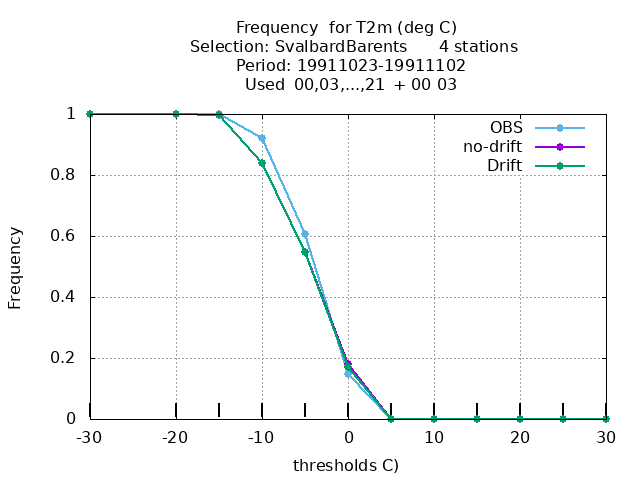 Frequency  for T2m (deg C)
Selection: SvalbardBarents      4 stations
Period: 19911023-19911102
Used  00,03,...,21  + 00 03
OBS
no-drift
Drift
1
0.8
0.6
0.4
0.2
0
Frequency
-30
-20
-10
0
10
20
30
thresholds C)